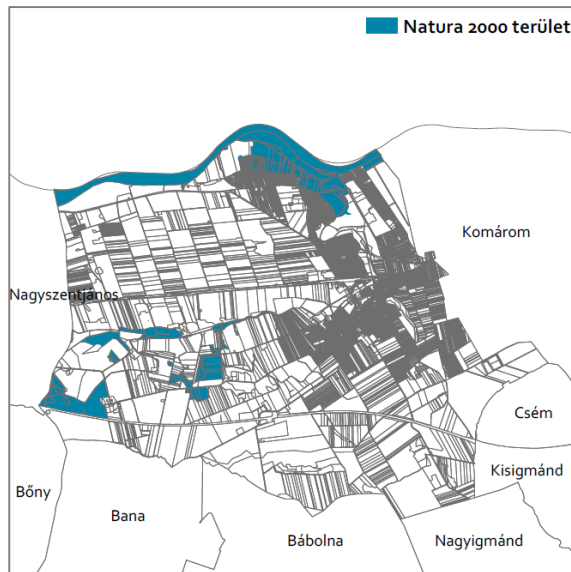 Natura 2000 terület
Komárom
Nagyszentjános
Csém
Kisigmánd
Bőny
Bana
Bábolna
Nagyigmánd